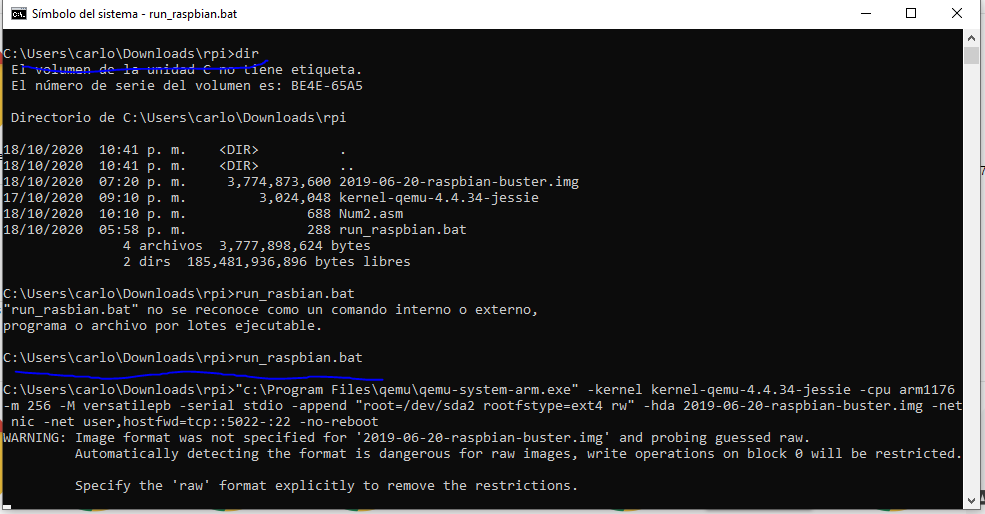 Símbolo del sistema - run_raspbian.bat
C:\Users\carlo\Downloads\rpi>dir
El volumen de la unidad C no tiene etiqueta.
El número de serie del volumen es: BE4E-65A5
Directorio de C:\Users\carlo\Downloads\rpi
18/10/2020  10:41 p. m.    <DIR>          .
18/10/2020  10:41 p. m.    <DIR>          ..
18/10/2020  07:20 p. m.     3,774,873,600 2019-06-20-raspbian-buster.img
17/10/2020  09:10 p. m.         3,024,048 kernel-qemu-4.4.34-jessie
18/10/2020  10:10 p. m.               688 Num2.asm
18/10/2020  05:58 p. m.               288 run_raspbian.bat
4 archivos  3,777,898,624 bytes
2 dirs  185,481,936,896 bytes libres
C:\Users\carlo\Downloads\rpi>run_rasbian.bat
"run_rasbian.bat" no se reconoce como un comando interno o externo,
programa o archivo por lotes ejecutable.
C:\Users\carlo\Downloads\rpi>run_raspbian.bat
C:\Users\carlo\Downloads\rpi>"c:\Program Files\qemu\qemu-system-arm.exe" -kernel kernel-qemu-4.4.34-jessie -cpu arm1176
-m 256 -M versatilepb -serial stdio -append "root=/dev/sda2 rootfstype=ext4 rw" -hda 2019-06-20-raspbian-buster.img -net
nic -net user,hostfwd=tcp::5022-:22 -no-reboot
WARNING: Image format was not specified for '2019-06-20-raspbian-buster.img' and probing guessed raw.
Automatically detecting the format is dangerous for raw images, write operations on block 0 will be restricted.
Specify the 'raw' format explicitly to remove the restrictions.